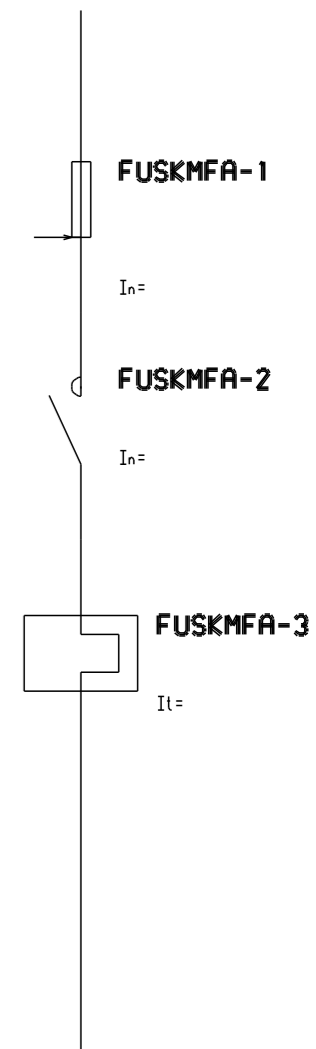 FUSKMFA-1
In=
FUSKMFA-2
In=
FUSKMFA-3
It=